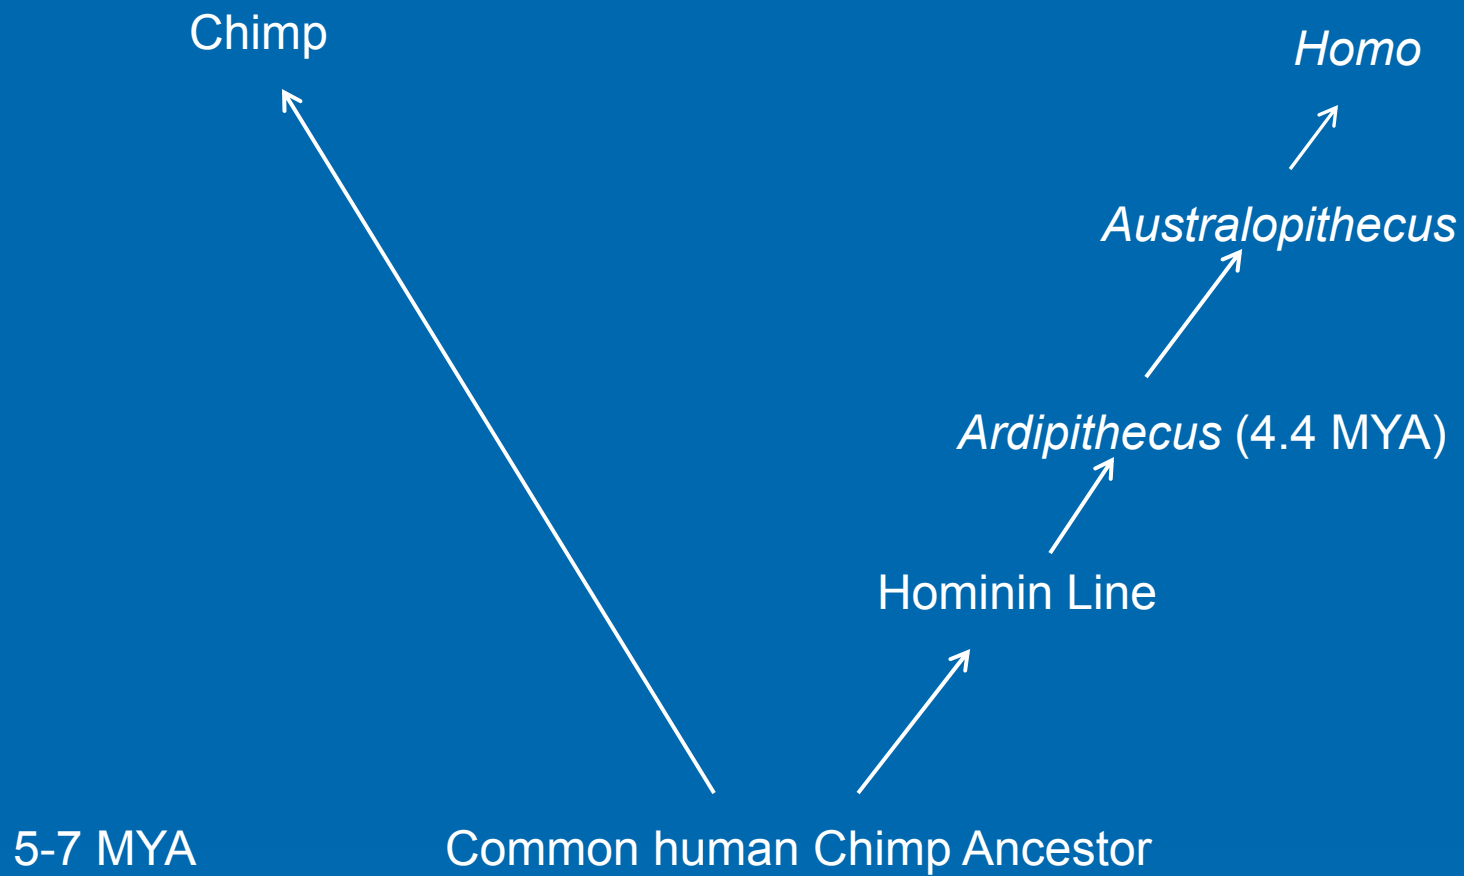 Chimp
Homo
Australopithecus
Ardipithecus (4.4 MYA)
Hominin Line
5-7 MYA
Common human Chimp Ancestor